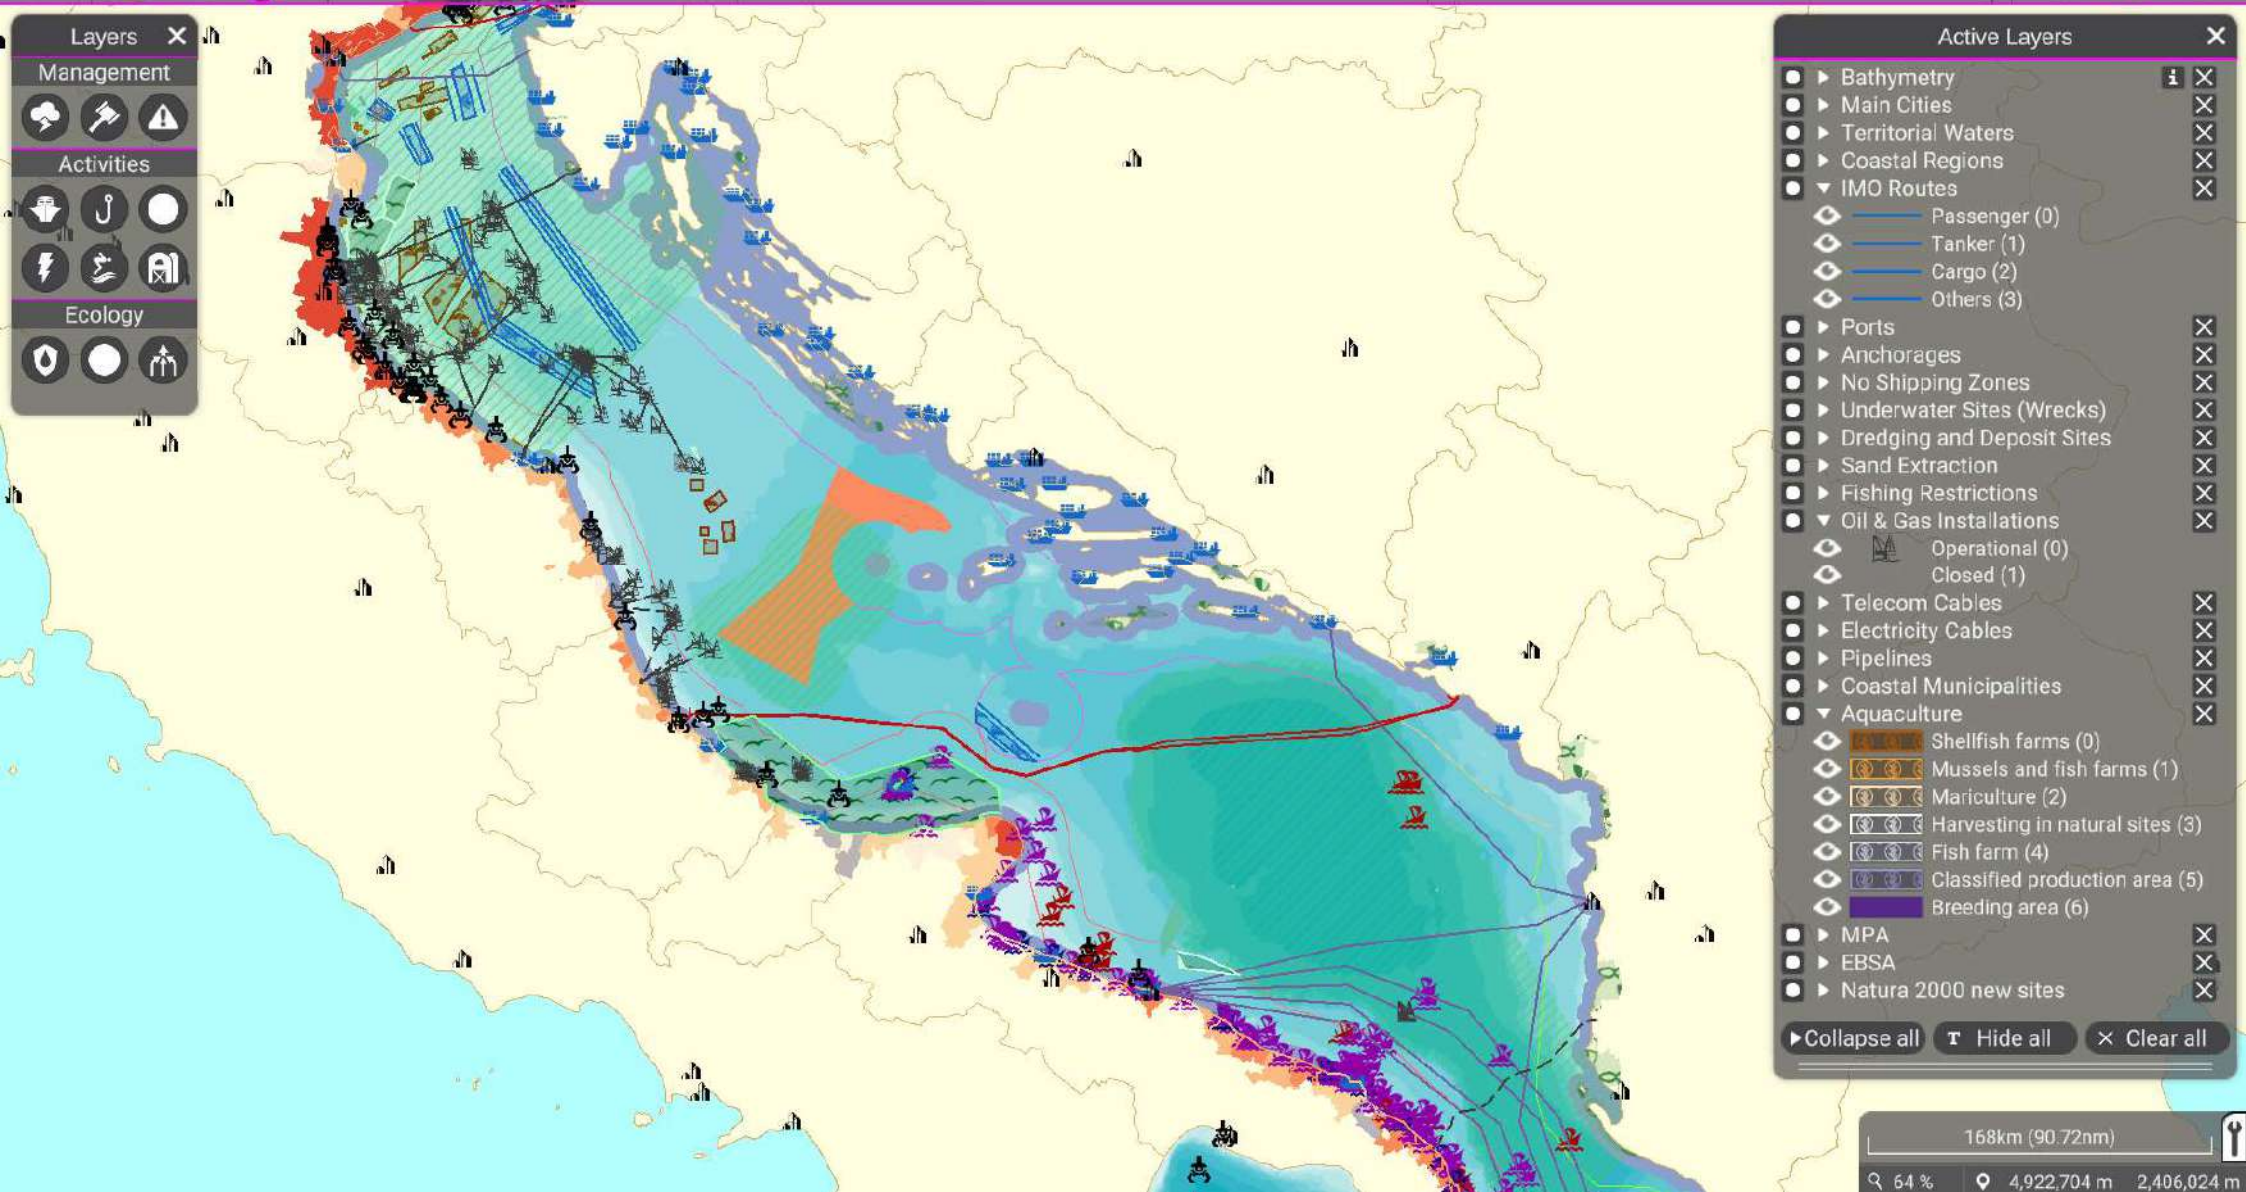 Layers
Management
Activities
Ecology
Active Layers
Bathymetry
Main Cities
Territorial Waters
Coastal Regions
IMO Routes
Passenger (0)
Tanker (1)
Cargo (2)
Others (3)
Ports
Anchorages
No Shipping Zones
Underwater Sites (Wrecks)
Dredging and Deposit Sites
Sand Extraction
Fishing Restrictions
Oil & Gas Installations
Operational (0)
Closed (1)
Telecom Cables
Electricity Cables
Pipelines
Coastal Municipalities
Aquaculture
Shellfish farms (0)
Mussels and fish farms (1)
Mariculture (2)
Harvesting in natural sites (3)
Fish farm (4)
Classified production area (5)
Breeding area (6)
MPA
EBSA
Natura 2000 new sites
Collapse all T Hide all Clear all
168km (90.72nm)
64 % 4,922,704 m 2,406,024 m